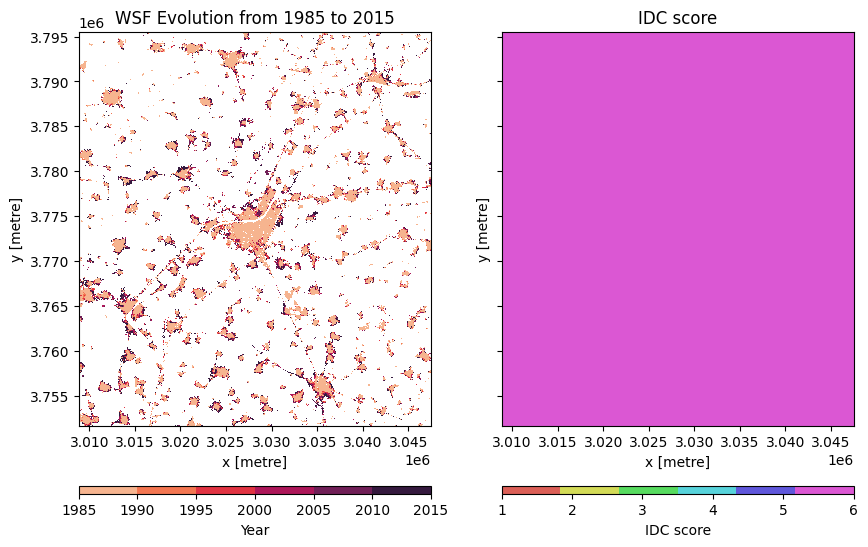 WSF Evolution from 1985 to 2015
1e6
3.795
3.790
3.785
3.780
3.775
3.770
3.765
3.760
3.755
y [metre]
3.010 3.015 3.020 3.025 3.030 3.035 3.040 3.045
x [metre]
1e6
1985 1990 1995 2000 2005 2010 2015
Year
IDC score
y [metre]
3.010 3.015 3.020 3.025 3.030 3.035 3.040 3.045
x [metre]
1e6
1 2 3 4 5 6
IDC score